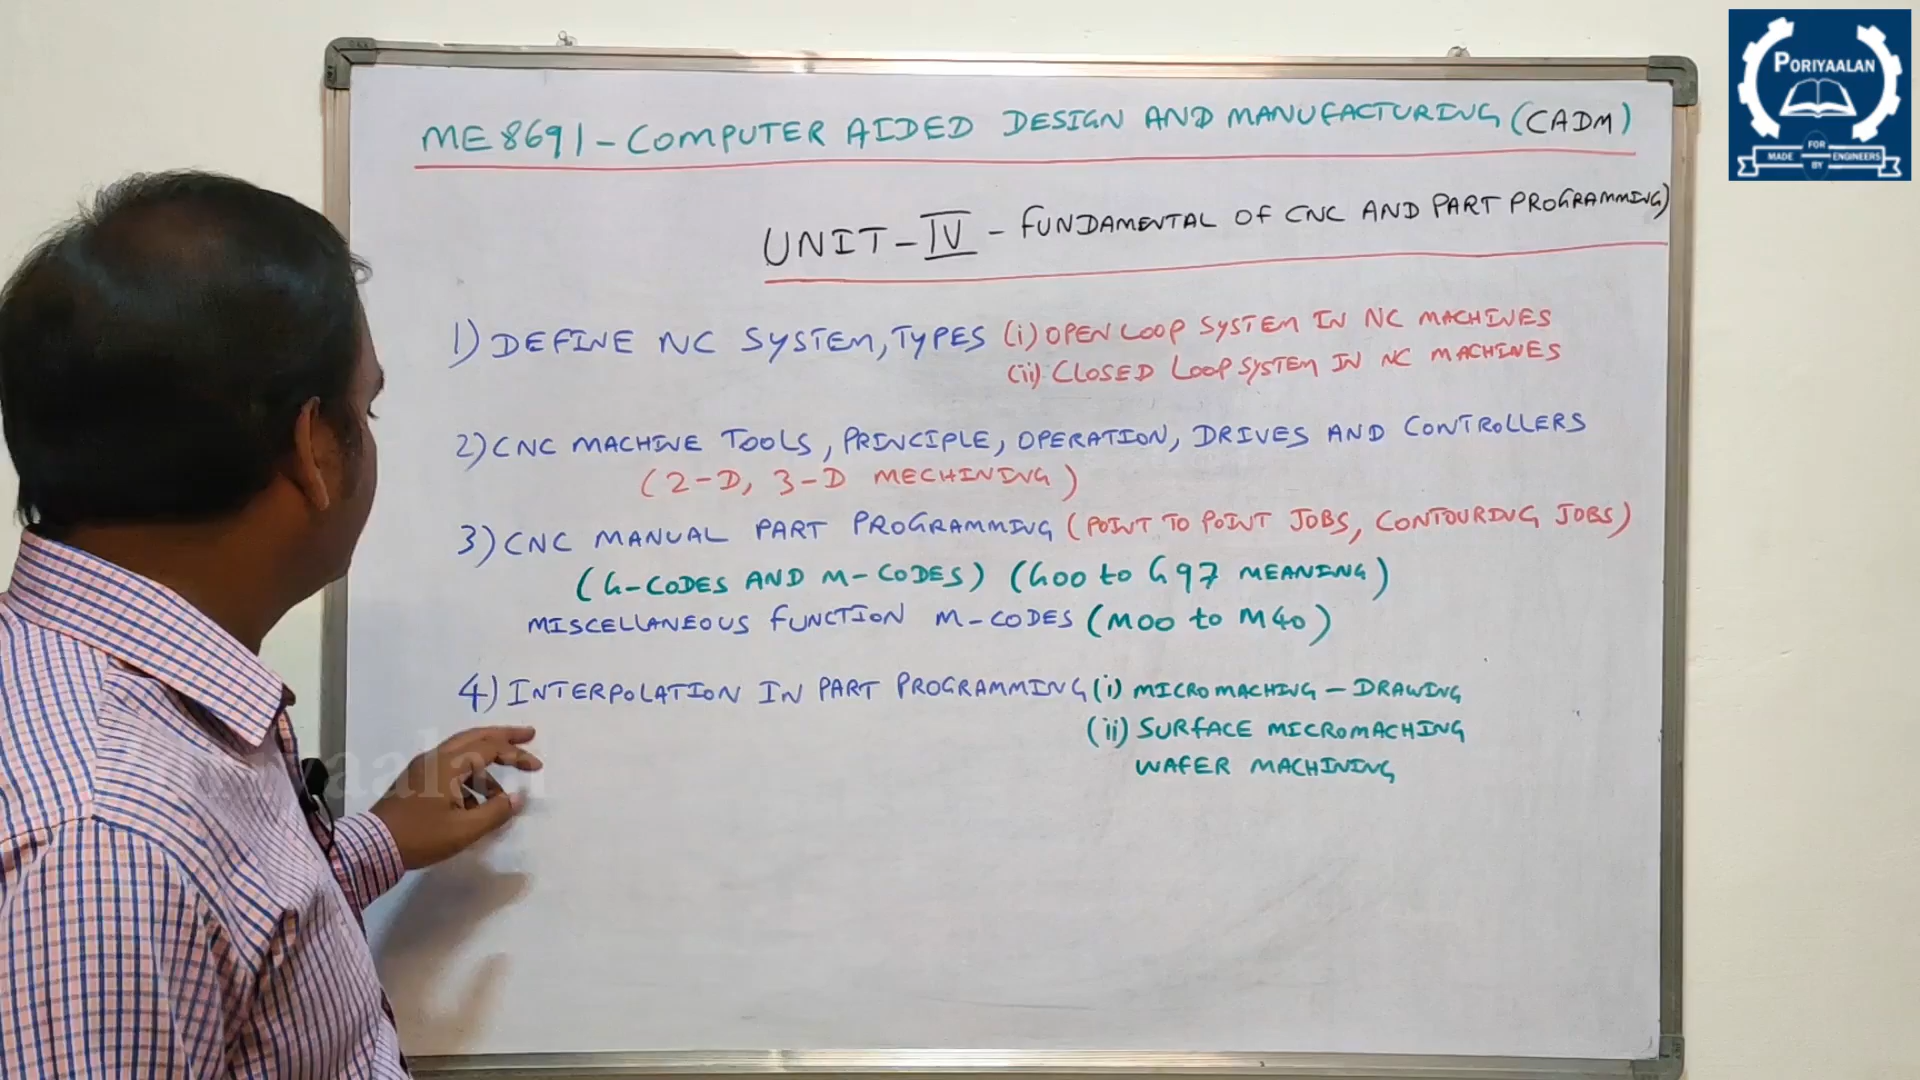 PORIYAALAN
MADE FOR BY ENGINEERS
ME8691-COMPUTER AIDED DESIGN AND MANUFACTURING (CADM)
UNIT-IV - FUNDAMENTAL OF CNC AND PART PROGRAMMING)
1) DEFINE NC SYSTEM, TYPES (i) OPEN LOOP SYSTEM IN NC MACHINES
(ii) CLOSED LOOP SYSTEM IN NC MACHINES
2) CNC MACHINE TOOLS, PRINCIPLE, OPERATION, DRIVES AND CONTROLLERS
(2-D, 3-D MECHINING)
3) CNC MANUAL PART PROGRAMMING (POINT TO POINT JOBS, CONTOURING JOBS)
(G-CODES AND M-CODES) (G00 to G97 MEANING)
MISCELLANEOUS FUNCTION M-CODES (M00 to M40)
4) INTERPOLATION IN PART PROGRAMMING (i) MICROMACHING - DRAWING
(ii) SURFACE MICROMACHING
WAFER MACHINING